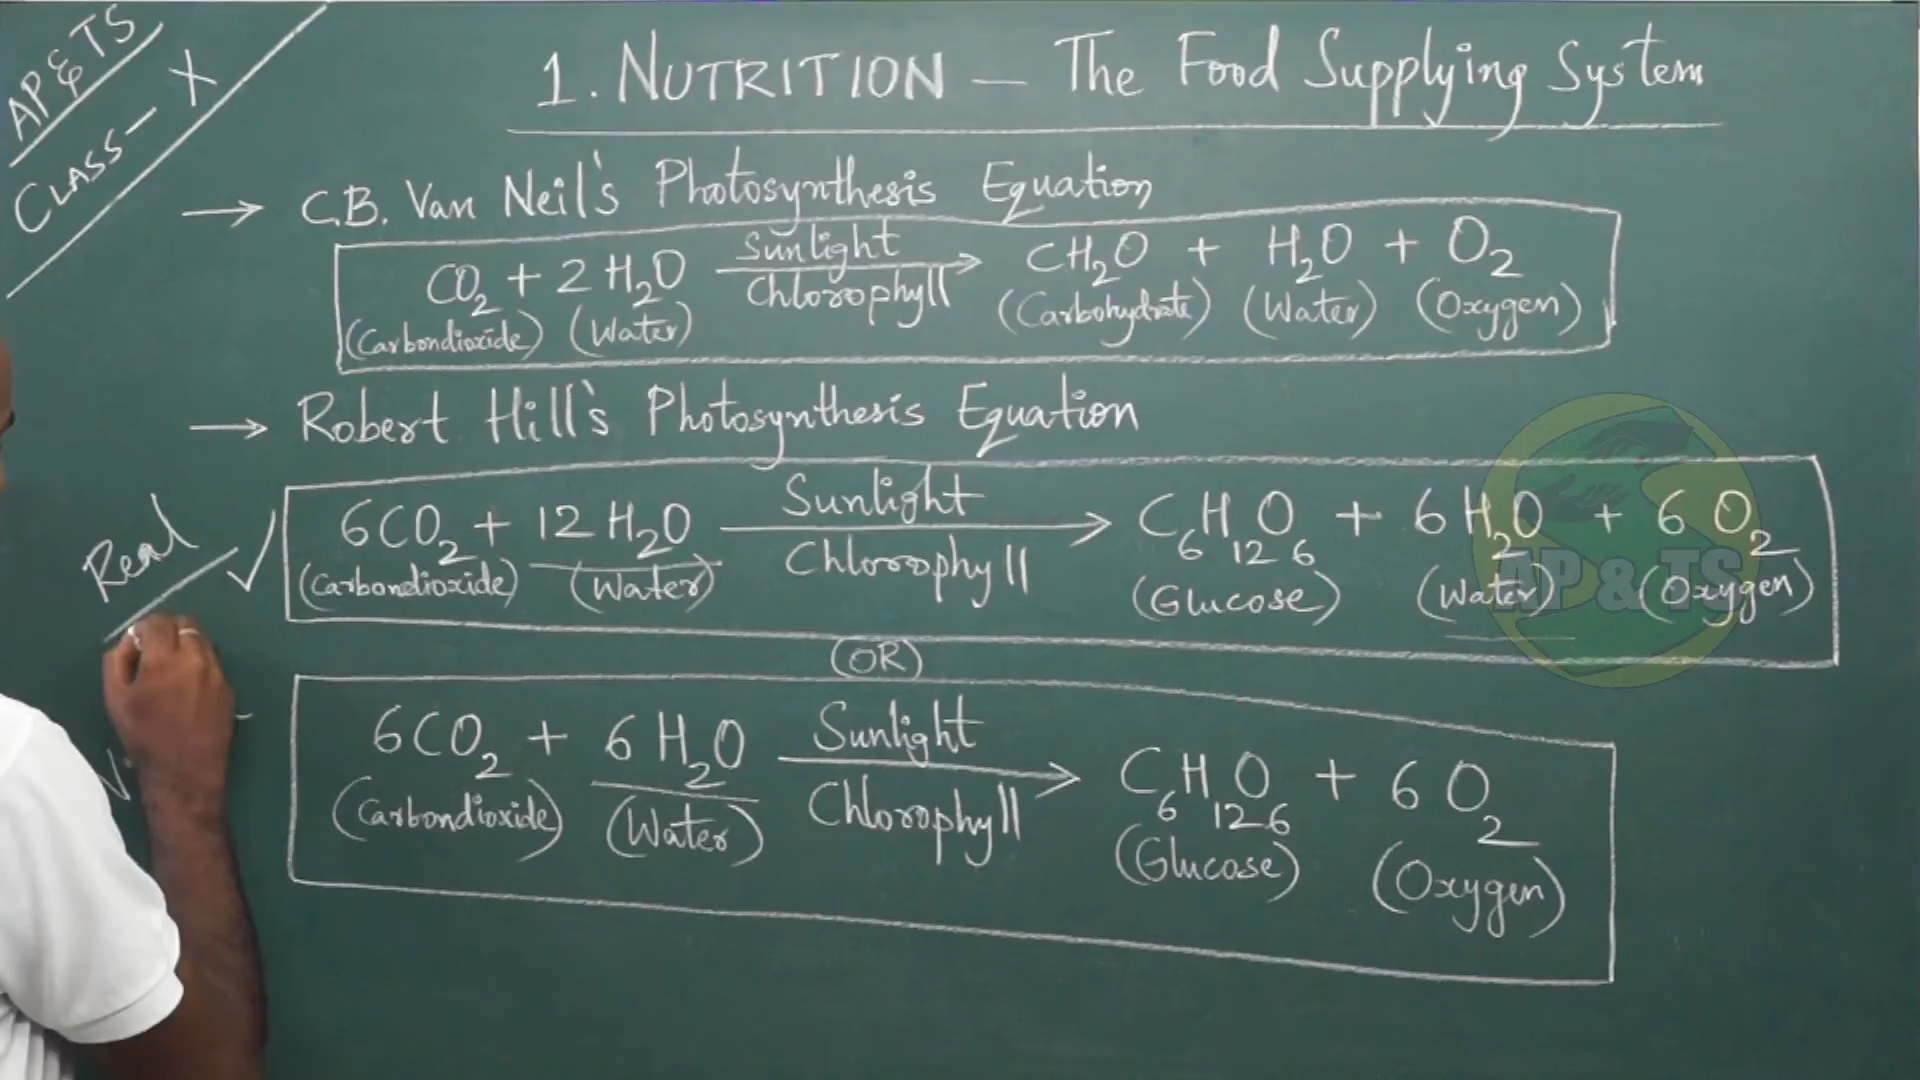 AP & TS
CLASS - X
1. NUTRITION - The Food Supplying System
→ C.B. Van Neil's Photosynthesis Equation
CO₂ + 2H₂O Sunlight → Chlorophyll CH₂O + H₂O + O₂
(Carbondioxide) (Water) (Carbohydrate) (Water) (Oxygen)
→ Robert Hill's Photosynthesis Equation
Real ✓
6CO₂ + 12H₂O Sunlight → Chlorophyll C₆H₁₂O₆ + 6H₂O + 6O₂
(Carbondioxide) (Water) (Glucose) (Water) (Oxygen)
AP & TS
(OR)
6CO₂ + 6H₂O Sunlight → Chlorophyll C₆H₁₂O₆ + 6O₂
(Carbondioxide) (Water) (Glucose) (Oxygen)